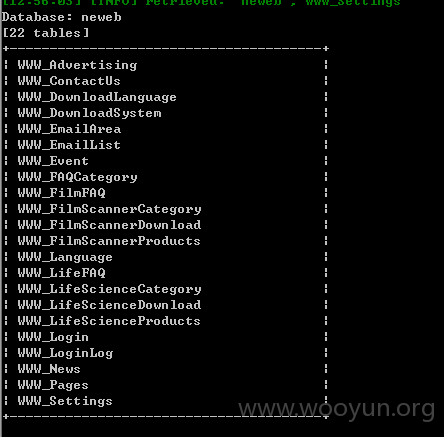 [12:56:03] [INFO] retrieved: "neweb", "WWW_Settings"
Database: neweb
[22 tables]
+-----------------------------------+
| WWW_Advertising |
| WWW_ContactUs |
| WWW_DownloadLanguage |
| WWW_DownloadSystem |
| WWW_EmailArea |
| WWW_EmailList |
| WWW_Event |
| WWW_FAQCategory |
| WWW_FilmFAQ |
| WWW_FilmScannerCategory |
| WWW_FilmScannerDownload |
| WWW_FilmScannerProducts |
| WWW_Language |
| WWW_LifeFAQ |
| WWW_LifeScienceCategory |
| WWW_LifeScienceDownload |
| WWW_LifeScienceProducts |
| WWW_Login |
| WWW_LoginLog |
| WWW_News |
| WWW_Pages |
| WWW_Settings |
+-----------------------------------+
www.wooyun.org